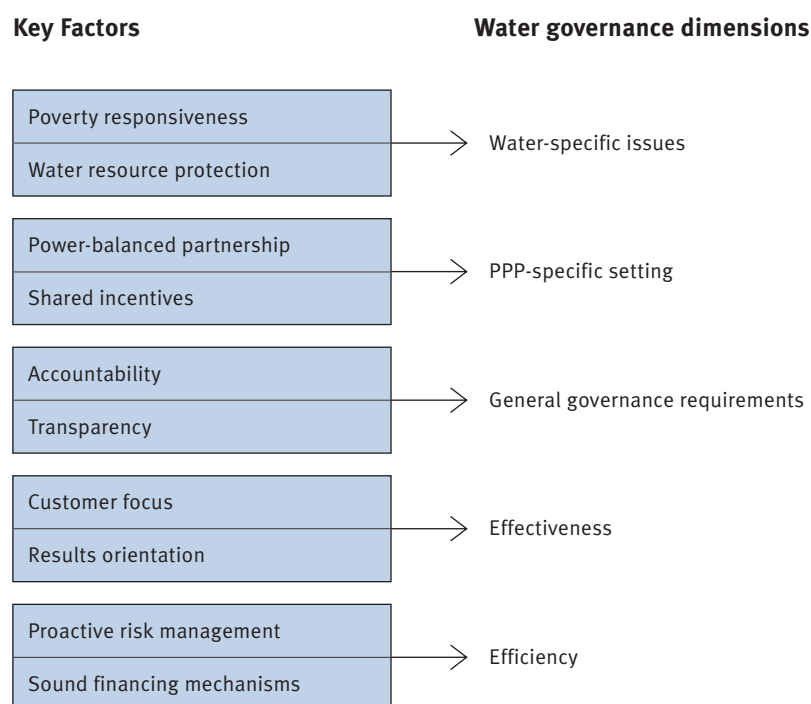 Key Factors
Water governance dimensions
Poverty responsiveness
Water resource protection
Water-specific issues
Power-balanced partnership
Shared incentives
PPP-specific setting
Accountability
Transparency
General governance requirements
Customer focus
Results orientation
Effectiveness
Proactive risk management
Sound financing mechanisms
Efficiency